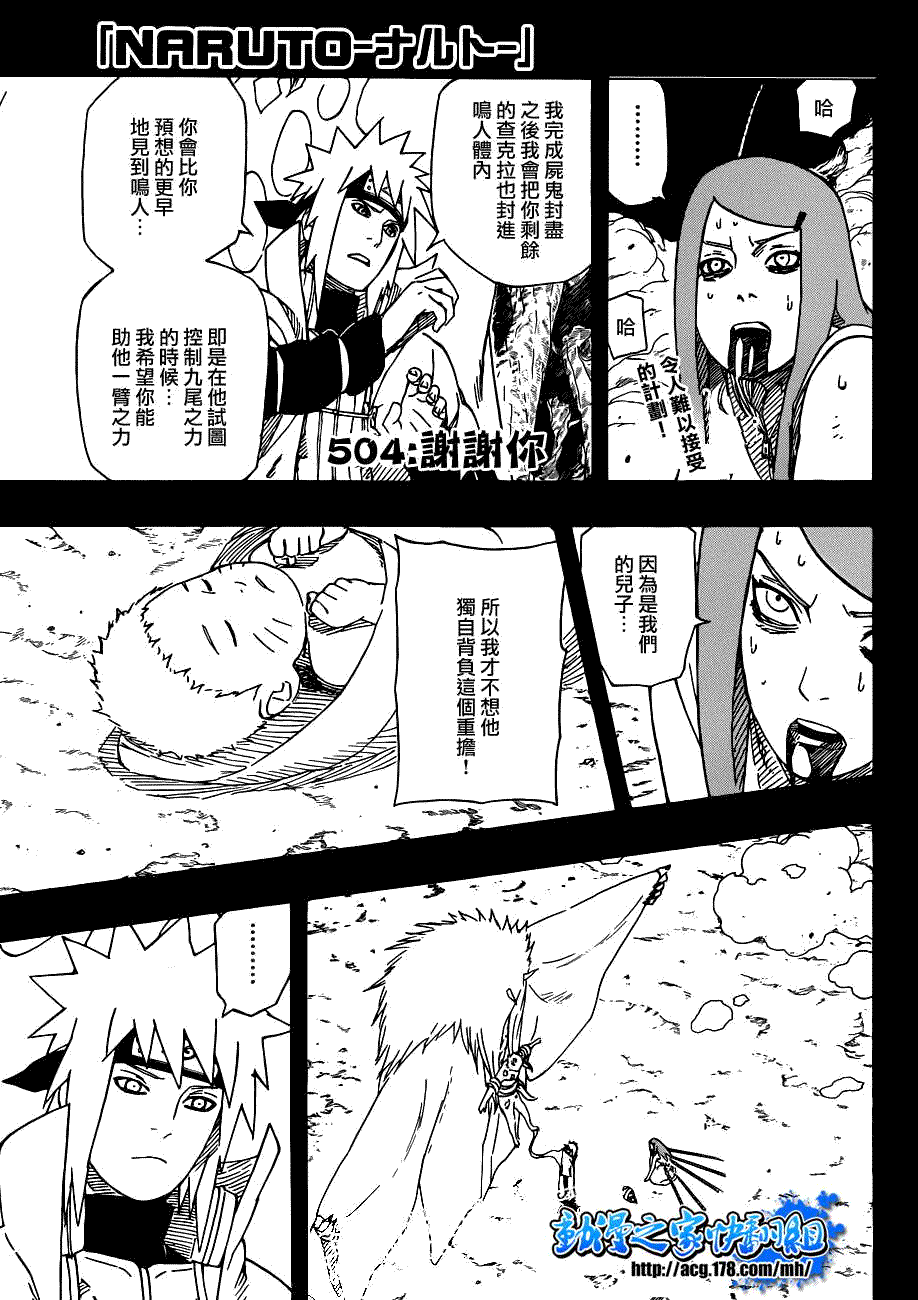 『NARUTO-ナルト-』
哈
………
哈
令人難以接受
的計劃！
我完成屍鬼封盡
之後我會把你剩餘
的查克拉也封進
鳴人體內
你會比你
預想的更早
地見到鳴人…
即是在他試圖
控制九尾之力
的時候…
我希望你能
助他一臂之力
504:謝謝你
因為是我們
的兒子…
所以我才不想他
獨自背負這個重擔！
………
動漫之家快翻組
http://acg.178.com/mh/